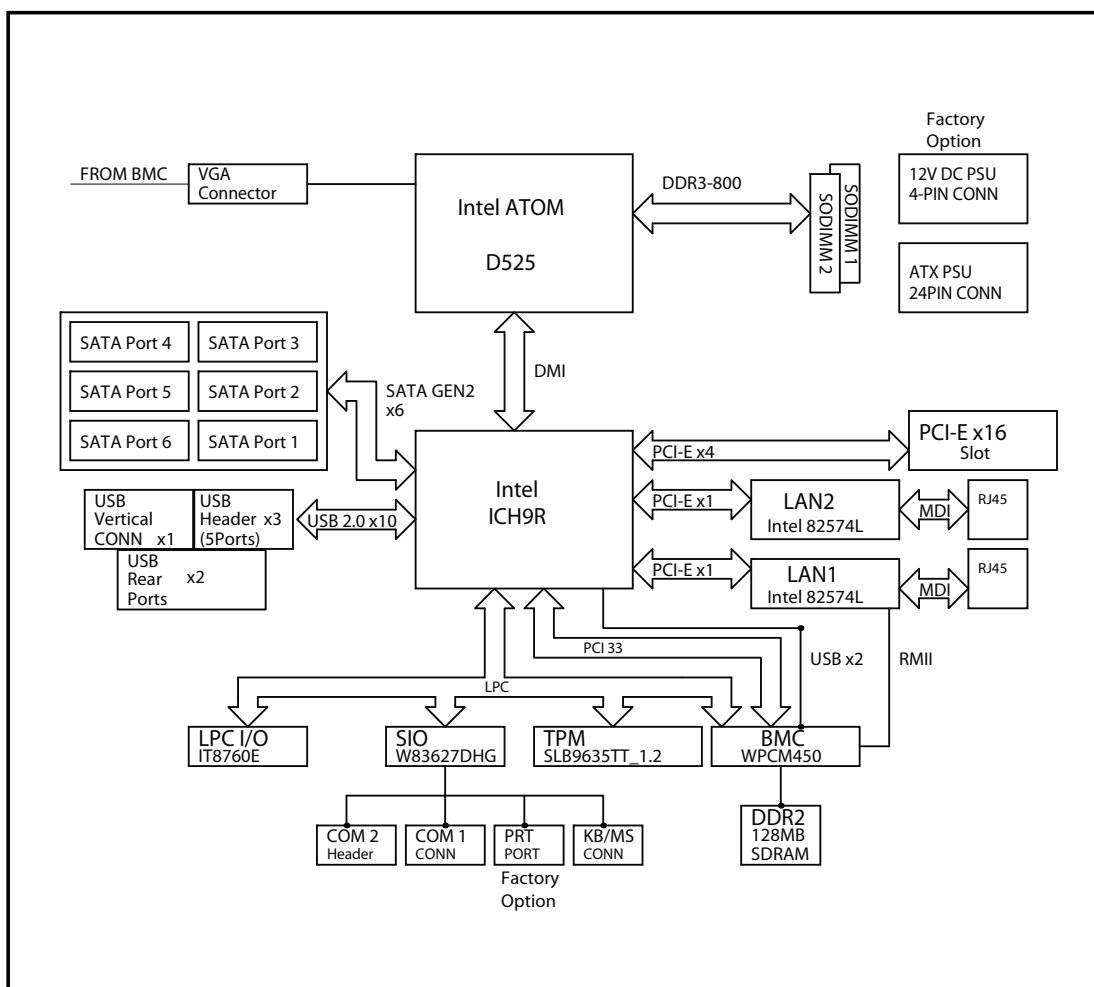 Factory
Option
FROM BMC
VGA
Connector
Intel ATOM
D525
DDR3-800
SODIMM 1
SODIMM 2
12V DC PSU
4-PIN CONN
ATX PSU
24PIN CONN
SATA Port 4
SATA Port 3
SATA Port 5
SATA Port 2
SATA Port 6
SATA Port 1
SATA GEN2
x6
DMI
Intel
ICH9R
PCI-E x4
PCI-E x16
Slot
USB
Vertical
CONN x1
USB
Header x3
(5Ports)
USB
Rear x2
Ports
USB 2.0 x10
PCI-E x1
LAN2
Intel 82574L
MDI
RJ45
PCI-E x1
LAN1
Intel 82574L
MDI
RJ45
PCI 33
USB x2
RMII
LPC
LPC I/O
IT8760E
SIO
W83627DHG
TPM
SLB9635TT_1.2
BMC
WPCM450
COM 2
Header
COM 1
CONN
PRT
PORT
KB/MS
CONN
Factory
Option
DDR2
128MB
SDRAM